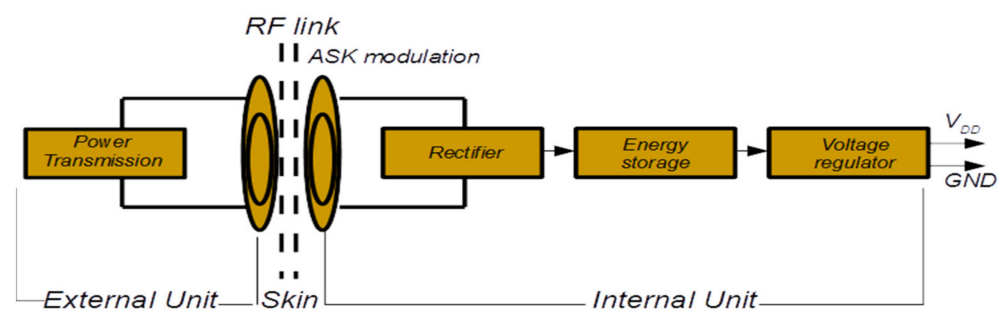 RF link
ASK modulation
Power
Transmission
Rectifier
Energy
storage
Voltage
regulator
VDD
GND
External Unit
Skin
Internal Unit